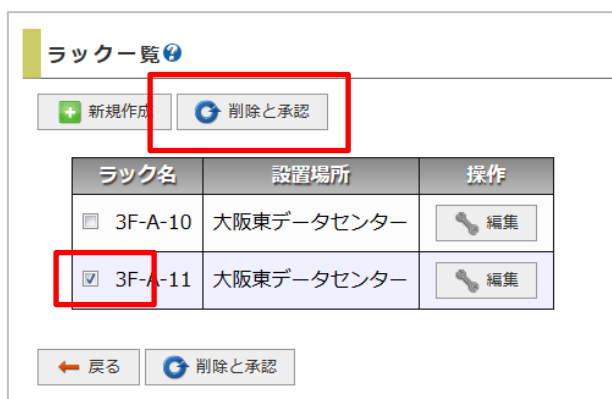 ラック一覧?
新規作成 削除と承認
ラック名 設置場所 操作
3F-A-10 大阪東データセンター 編集
3F-A-11 大阪東データセンター 編集
戻る 削除と承認